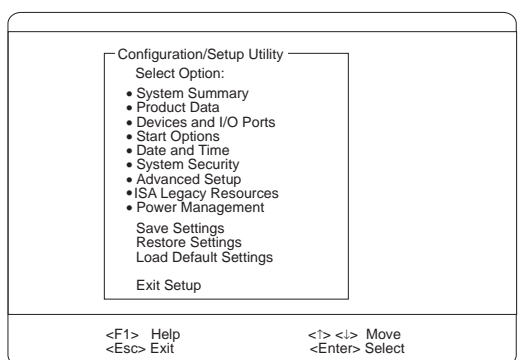 Configuration/Setup Utility
Select Option:
• System Summary
• Product Data
• Devices and I/O Ports
• Start Options
• Date and Time
• System Security
• Advanced Setup
•ISA Legacy Resources
• Power Management
Save Settings
Restore Settings
Load Default Settings
Exit Setup
<F1> Help <↑> <↓> Move
<Esc> Exit <Enter> Select